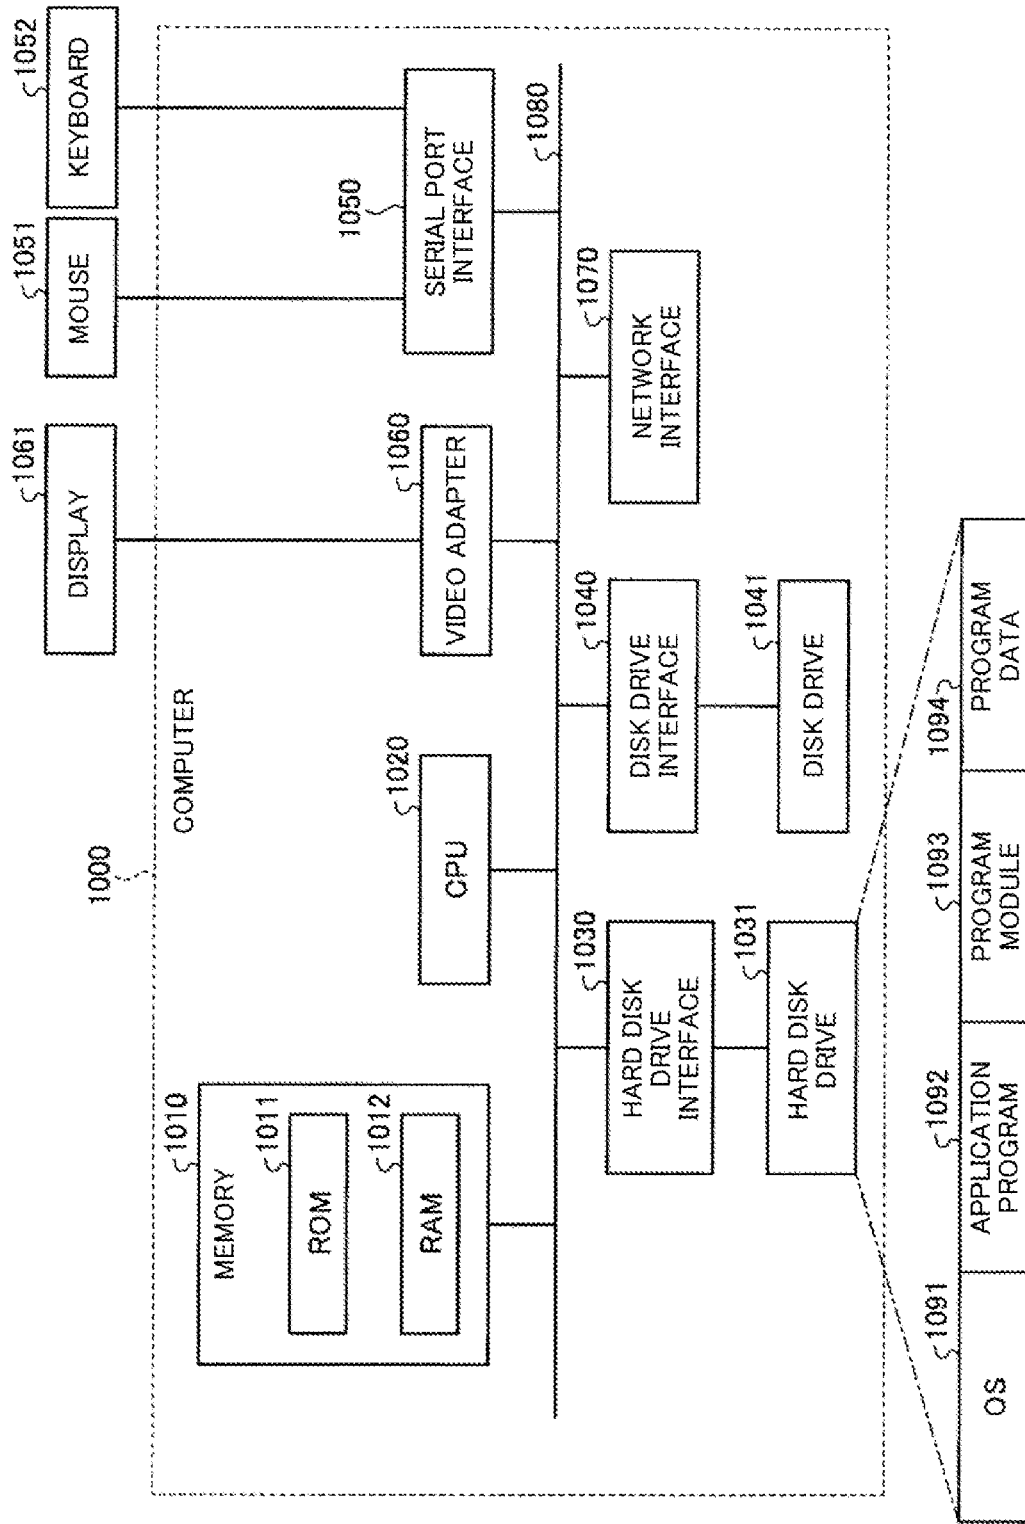 1000
COMPUTER
1010
MEMORY
1011
ROM
1012
RAM
1020
CPU
1061
DISPLAY
1060
VIDEO ADAPTER
1051
MOUSE
1052
KEYBOARD
1050
SERIAL PORT
INTERFACE
1080
1030
HARD DISK
DRIVE
INTERFACE
1031
HARD DISK
DRIVE
1040
DISK DRIVE
INTERFACE
1041
DISK DRIVE
1070
NETWORK
INTERFACE
1091
OS
1092
APPLICATION
PROGRAM
1093
PROGRAM
MODULE
1094
PROGRAM
DATA